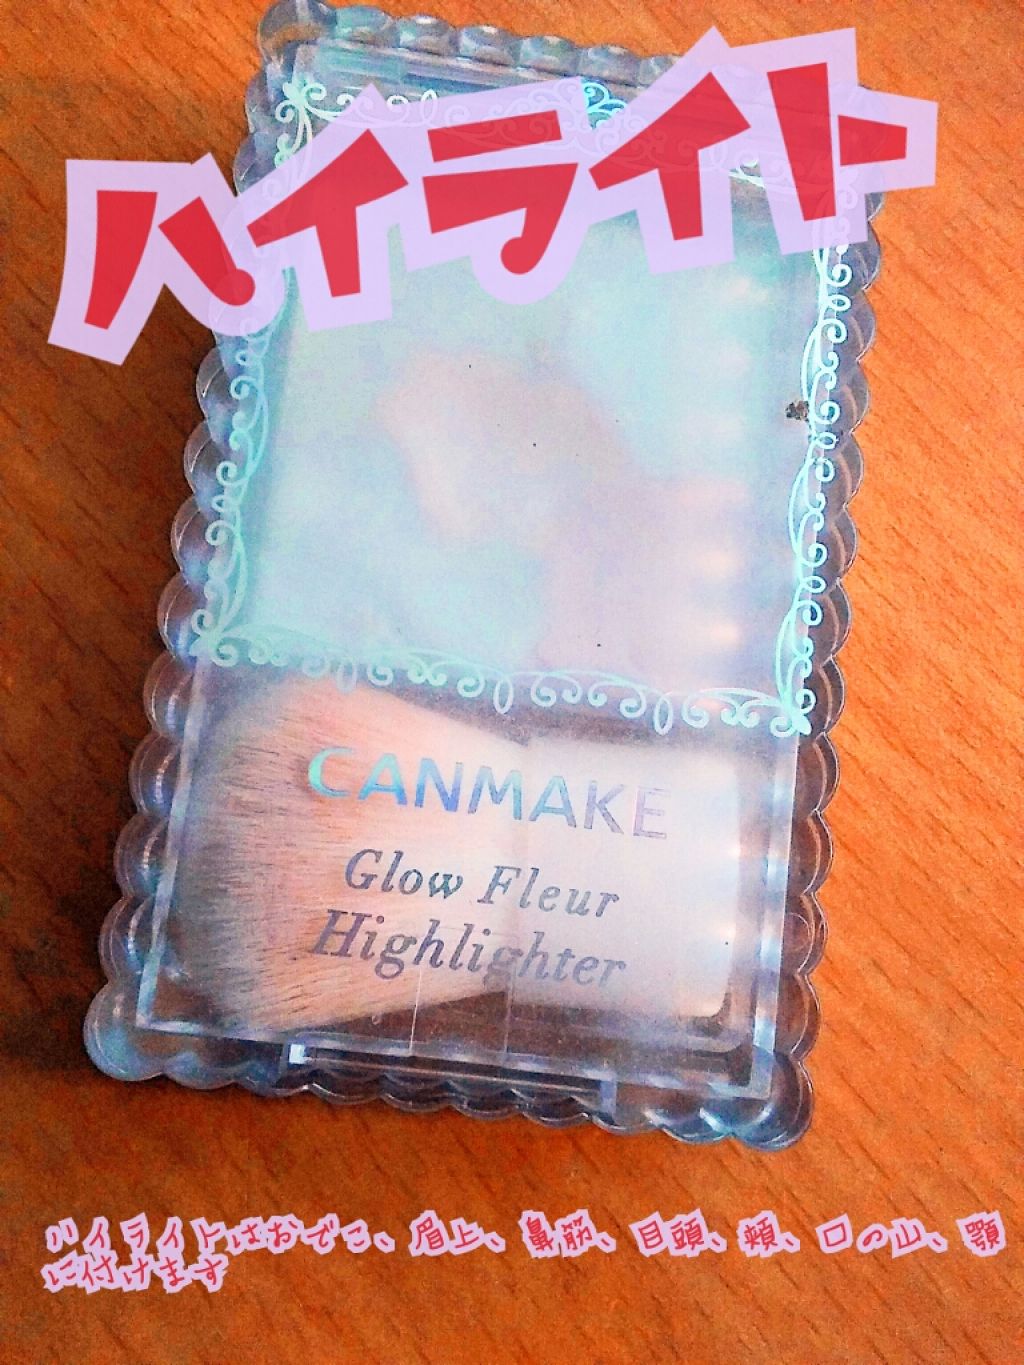 ハイライト
CANMAKE
Glow Fleur
Highlighter
ハイライトはおでこ、眉上、鼻筋、目頭、頬、口の山、顎
に付けます